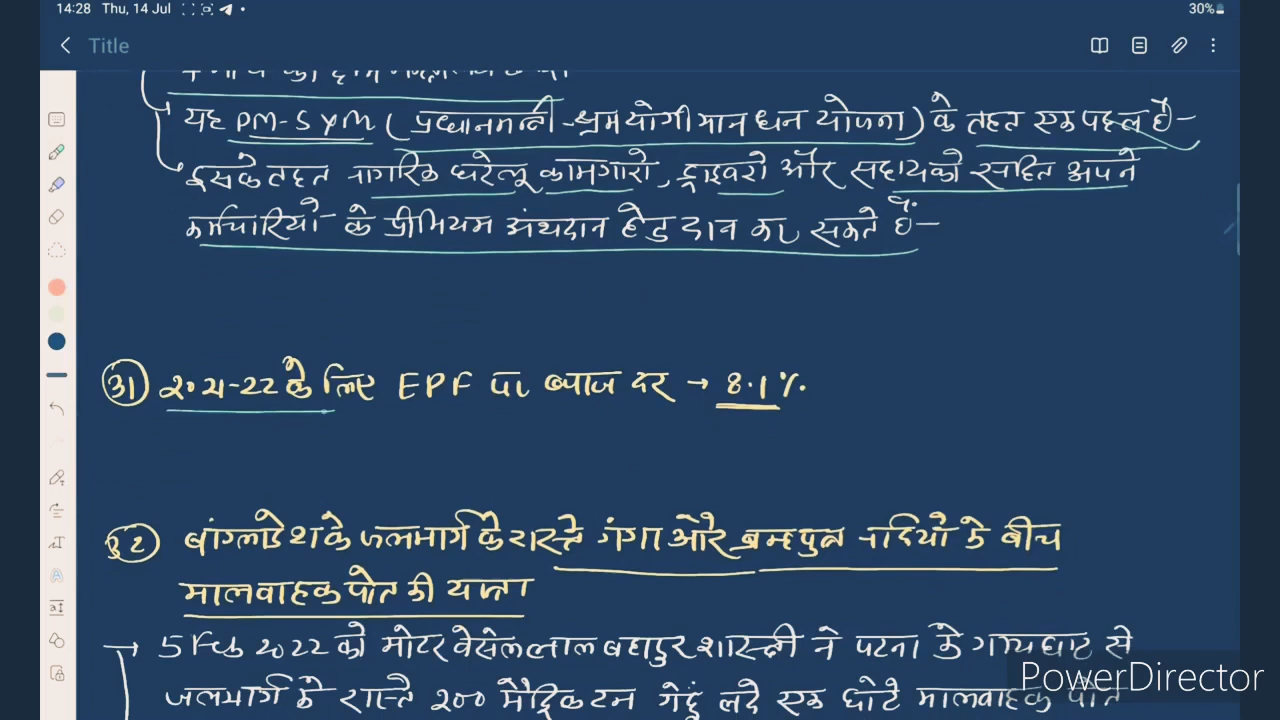 14:28 Thu, 14 Jul
30%
Title
यह PM-SYM (प्रधानमन्त्री-श्रमयोगी मान धन योजना) के तहत एक पहल है-
इसके तहत नागरिक घरेलू कामगारो, ड्राइवरो और सहायको सहित अपने
कर्मचारियो के प्रीमियम अंशदान हेतु दान कर सकते हैं-
31 2021-22 के लिए EPF पर ब्याज दर → 8.1%
32 बांग्लादेश के जलमार्ग के रास्ते गंगा और ब्रम्हपुत्र नदियो के बीच
मालवाहक पोत की यात्रा
→ 5 Feb 2022 को मोटर वेसेल लाल बहादुर शास्त्री ने पटना के गायघाट से
जलमार्ग के रास्ते 200 मैट्रिक टन गेहूं लदे एक छोटे मालवाहक पोत
PowerDirector